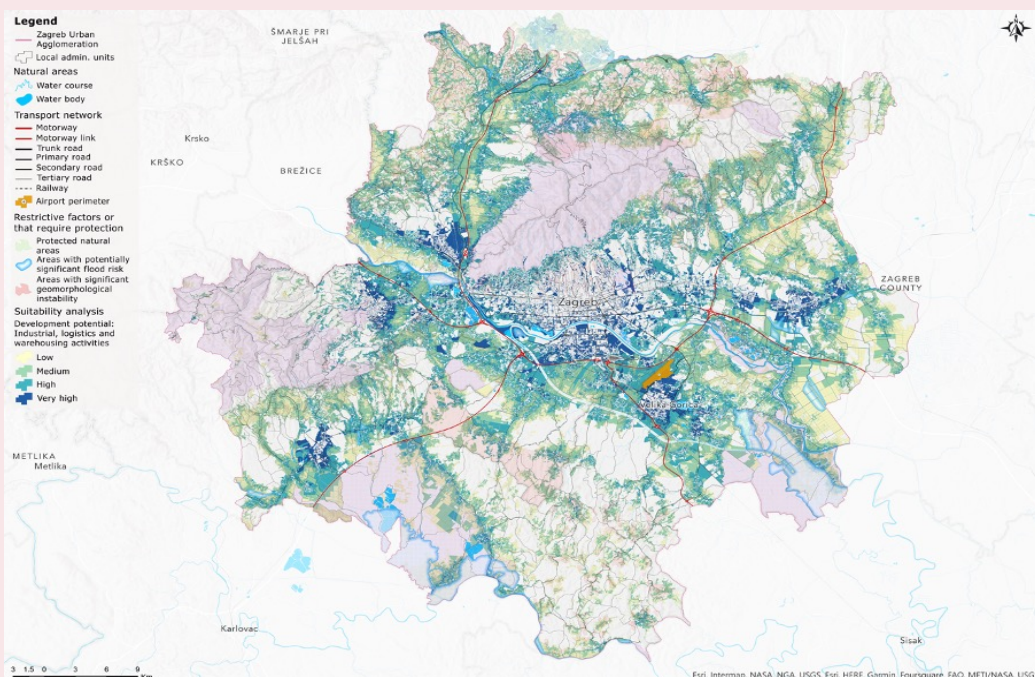 Legend
Zagreb Urban
Agglomeration
Local admin. units
Natural areas
Water course
Water body
Transport network
Motorway
Motorway link
Trunk road
Primary road
Secondary road
Tertiary road
Railway
Airport perimeter
Restrictive factors or
that require protection
Protected natural
areas
Areas with potentially
significant flood risk
Areas with significant
geomorphological
instability
Suitability analysis
Development potential:
Industrial, logistics and
warehousing activities
Low
Medium
High
Very high
ŠMARJE PRI
JELŠAH
N
Krsko
KRŠKO
BREŽICE
ZAGREB
COUNTY
Zagreb
Velika Gorica
METLIKA
Metlika
Karlovac
Sisak
3 1.5 0 3 6 9
Km
Esri, Intermap, NASA, NGA, USGS, Esri, HERE, Garmin, Foursquare, FAO, METI/NASA, USG